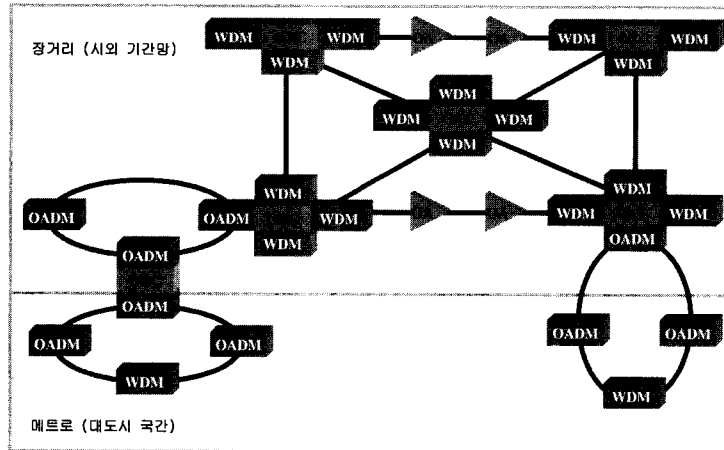 장거리 (시외 기간망)
WDM WDM WDM WDM
WDM WDM
WDM
WDM WDM
WDM
WDM WDM
OADM OADM WDM WDM WDM
WDM OADM
OADM
OADM
OADM OADM OADM OADM
WDM WDM
메트로 (대도시 국간)